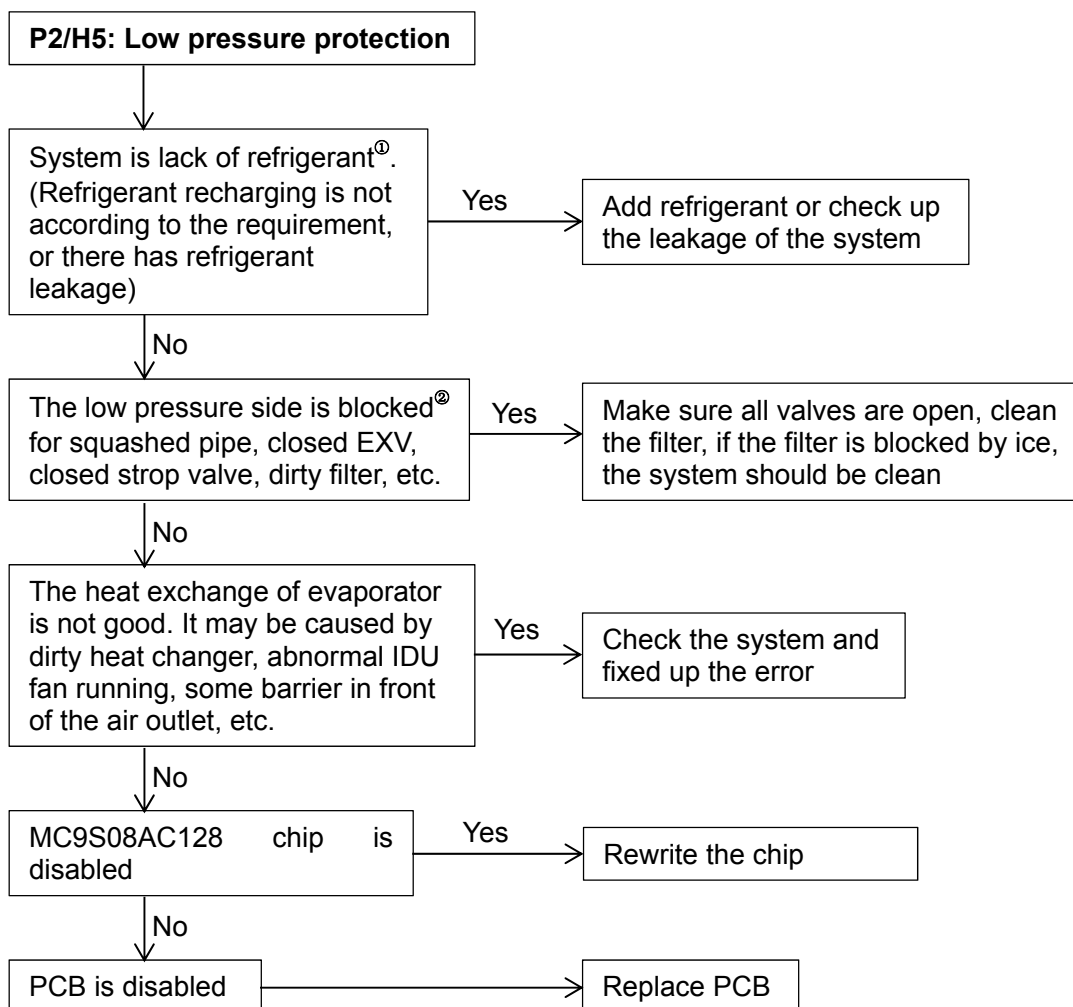 P2/H5: Low pressure protection
System is lack of refrigerant①.
(Refrigerant recharging is not
according to the requirement,
or there has refrigerant
leakage)
Yes
Add refrigerant or check up
the leakage of the system
No
The low pressure side is blocked②
for squashed pipe, closed EXV,
closed strop valve, dirty filter, etc.
Yes
Make sure all valves are open, clean
the filter, if the filter is blocked by ice,
the system should be clean
No
The heat exchange of evaporator
is not good. It may be caused by
dirty heat changer, abnormal IDU
fan running, some barrier in front
of the air outlet, etc.
Yes
Check the system and
fixed up the error
No
MC9S08AC128 chip is
disabled
Yes
Rewrite the chip
No
PCB is disabled
Replace PCB